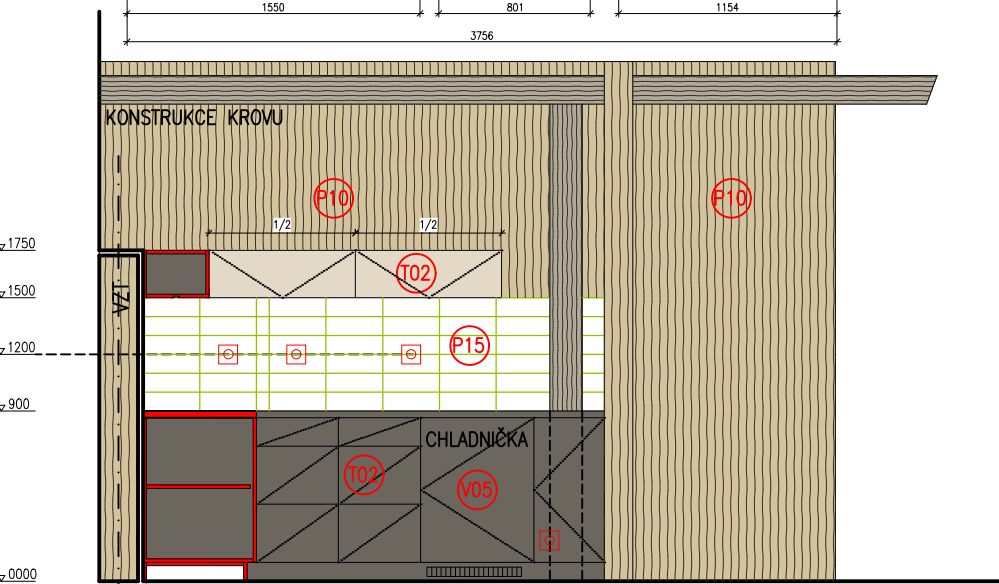 1550
801
1154
3756
KONSTRUKCE KROVU
P10
P10
1/2
1/2
1750
T02
VZT
1500
P15
1200
900
CHLADNIČKA
T02
V05
0000